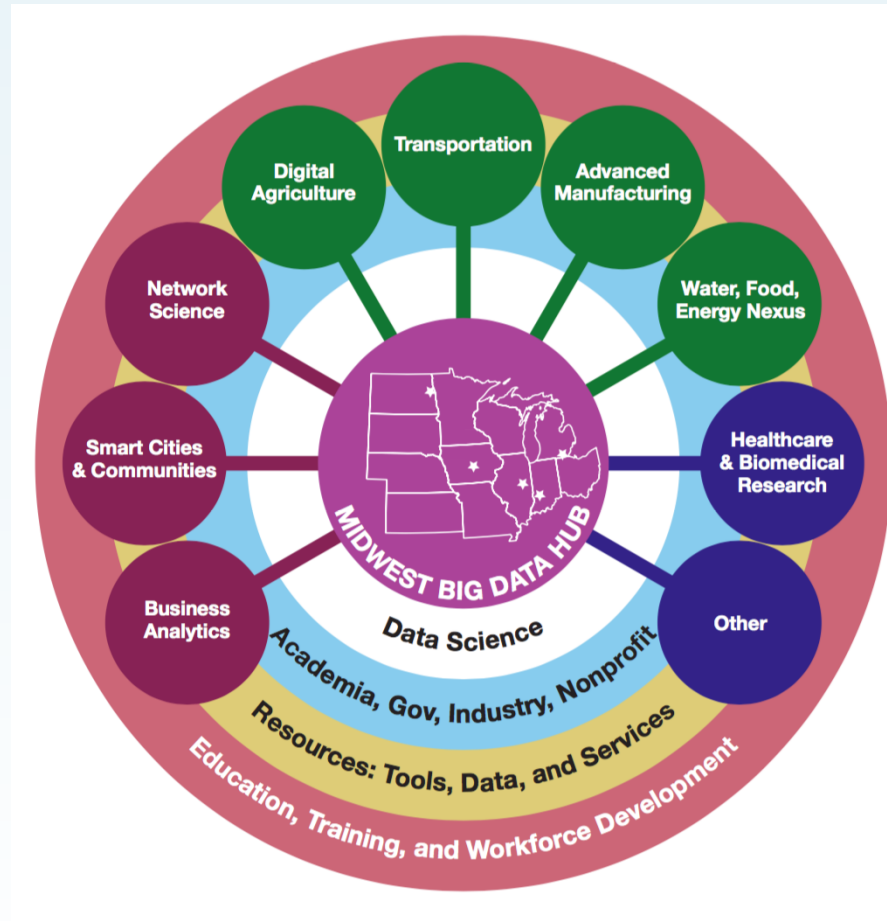 Transportation
Digital
Agriculture
Advanced
Manufacturing
Network
Science
Water, Food,
Energy Nexus
Smart Cities
& Communities
Healthcare
& Biomedical
Research
Business
Analytics
Other
MIDWEST BIG DATA HUB
Data Science
Academia, Gov, Industry, Nonprofit
Resources: Tools, Data, and Services
Education, Training, and Workforce Development